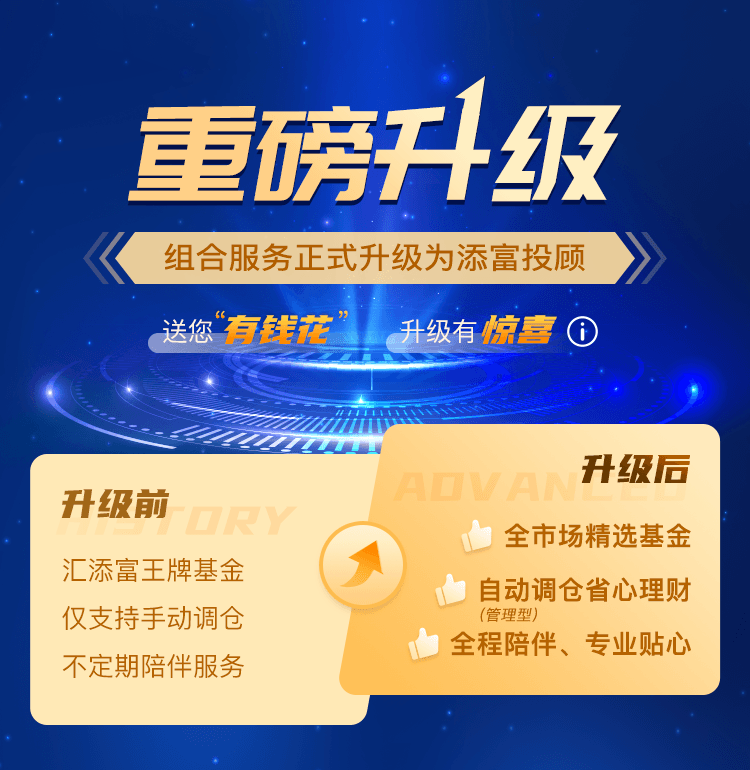 重磅升级
组合服务正式升级为添富投顾
送您“有钱花” 升级有惊喜
升级前
HISTORY
汇添富王牌基金
仅支持手动调仓
不定期陪伴服务
升级后
ADVANCED
全市场精选基金
自动调仓省心理财
(管理型)
全程陪伴、专业贴心